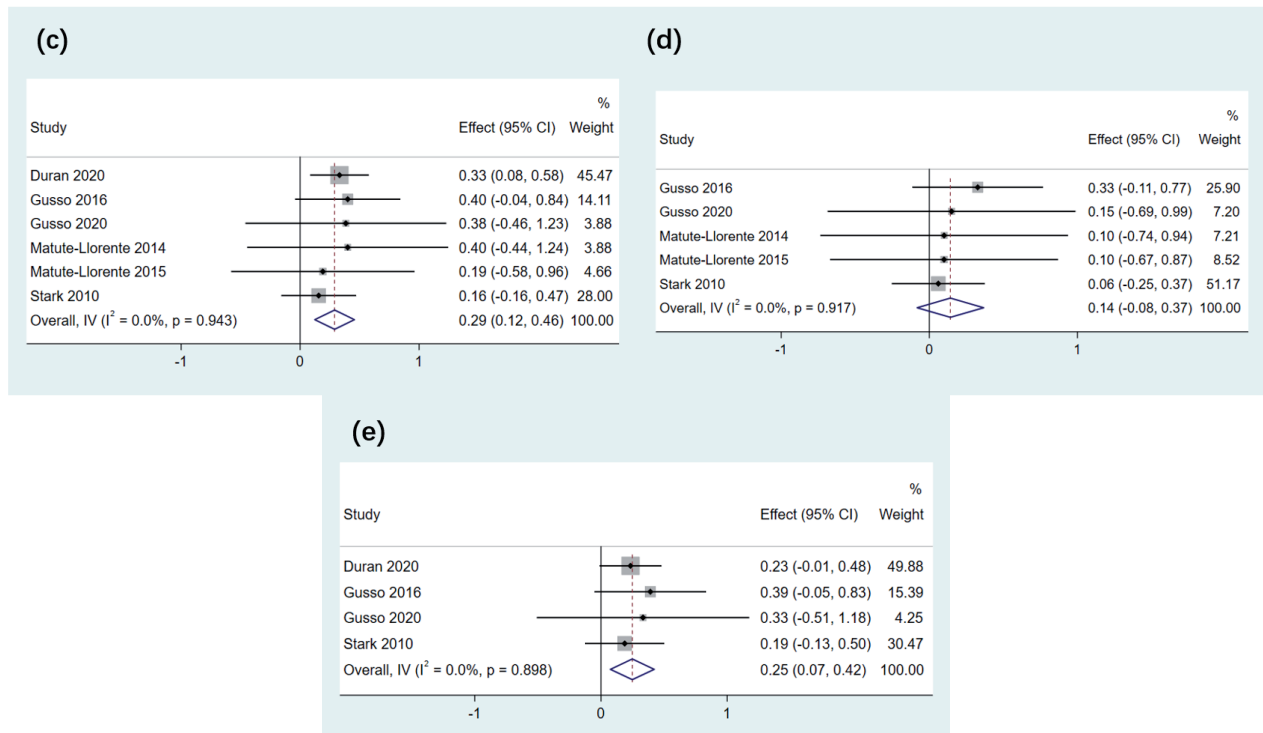 (c)
%
Study Effect (95% CI) Weight
Duran 2020 0.33 (0.08, 0.58) 45.47
Gusso 2016 0.40 (-0.04, 0.84) 14.11
Gusso 2020 0.38 (-0.46, 1.23) 3.88
Matute-Llorente 2014 0.40 (-0.44, 1.24) 3.88
Matute-Llorente 2015 0.19 (-0.58, 0.96) 4.66
Stark 2010 0.16 (-0.16, 0.47) 28.00
Overall, IV (I² = 0.0%, p = 0.943) 0.29 (0.12, 0.46) 100.00
-1 0 1
(d)
%
Study Effect (95% CI) Weight
Gusso 2016 0.33 (-0.11, 0.77) 25.90
Gusso 2020 0.15 (-0.69, 0.99) 7.20
Matute-Llorente 2014 0.10 (-0.74, 0.94) 7.21
Matute-Llorente 2015 0.10 (-0.67, 0.87) 8.52
Stark 2010 0.06 (-0.25, 0.37) 51.17
Overall, IV (I² = 0.0%, p = 0.917) 0.14 (-0.08, 0.37) 100.00
-1 0 1
(e)
%
Study Effect (95% CI) Weight
Duran 2020 0.23 (-0.01, 0.48) 49.88
Gusso 2016 0.39 (-0.05, 0.83) 15.39
Gusso 2020 0.33 (-0.51, 1.18) 4.25
Stark 2010 0.19 (-0.13, 0.50) 30.47
Overall, IV (I² = 0.0%, p = 0.898) 0.25 (0.07, 0.42) 100.00
-1 0 1